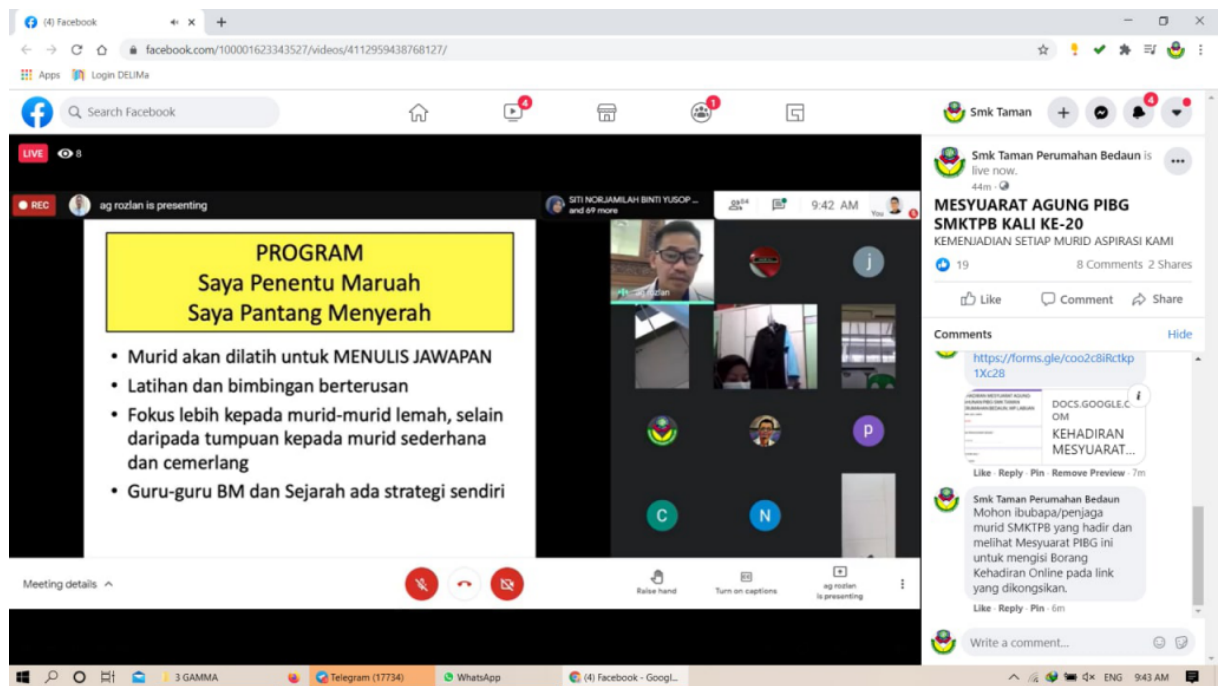 (4) Facebook
facebook.com/100001623343527/videos/4112959438768127/
Apps
Login DELIMa
Search Facebook
4
1
Smk Taman
4
LIVE
8
REC
ag rozlan is presenting
SITI NORJAMILAH BINTI YUSOP ...
and 69 more
84
9:42 AM
You
PROGRAM
Saya Penentu Maruah
Saya Pantang Menyerah
• Murid akan dilatih untuk MENULIS JAWAPAN
• Latihan dan bimbingan berterusan
• Fokus lebih kepada murid-murid lemah, selain
daripada tumpuan kepada murid sederhana
dan cemerlang
• Guru-guru BM dan Sejarah ada strategi sendiri
ag rozlan
j
p
C
N
Meeting details
Raise hand
Turn on captions
ag rozlan
is presenting
Smk Taman Perumahan Bedaun is
live now.
44m
MESYUARAT AGUNG PIBG
SMKTPB KALI KE-20
KEMENJADIAN SETIAP MURID ASPIRASI KAMI
19
8 Comments 2 Shares
Like
Comment
Share
Comments
Hide
https://forms.gle/coo2c8iRctkp
1Xc28
DOCS.GOOGLE.C
OM
KEHADIRAN
MESYUARAT...
Like · Reply · Pin · Remove Preview · 7m
Smk Taman Perumahan Bedaun
Mohon ibubapa/penjaga
murid SMKTPB yang hadir dan
melihat Mesyuarat PIBG ini
untuk mengisi Borang
Kehadiran Online pada link
yang dikongsikan.
Like · Reply · Pin · 6m
Write a comment...
3 GAMMA
Telegram (17734)
WhatsApp
(4) Facebook - Googl...
ENG
9:43 AM